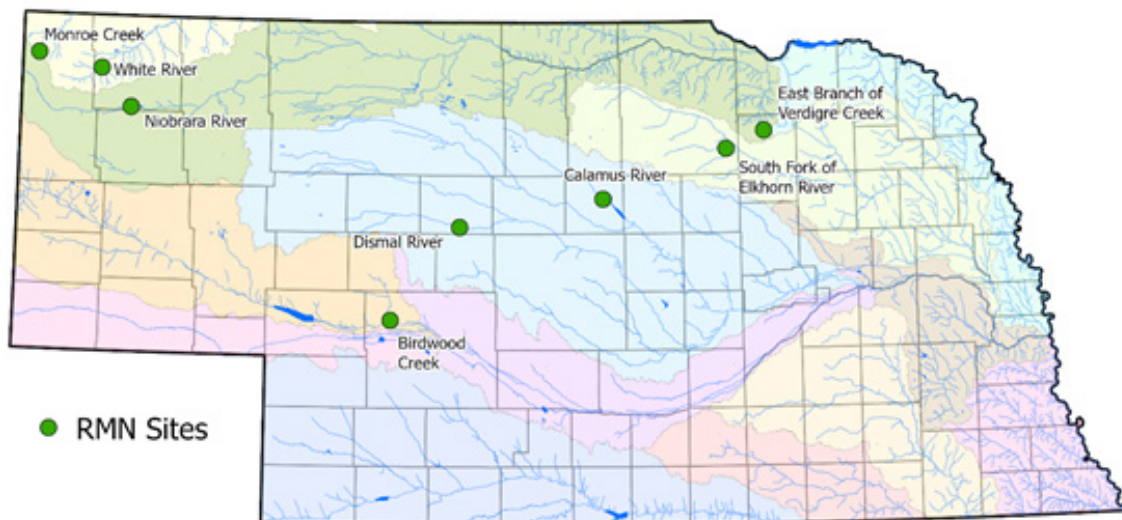 Monroe Creek
White River
Niobrara River
East Branch of
Verdigre Creek
South Fork of
Elkhorn River
Calamus River
Dismal River
Birdwood
Creek
RMN Sites